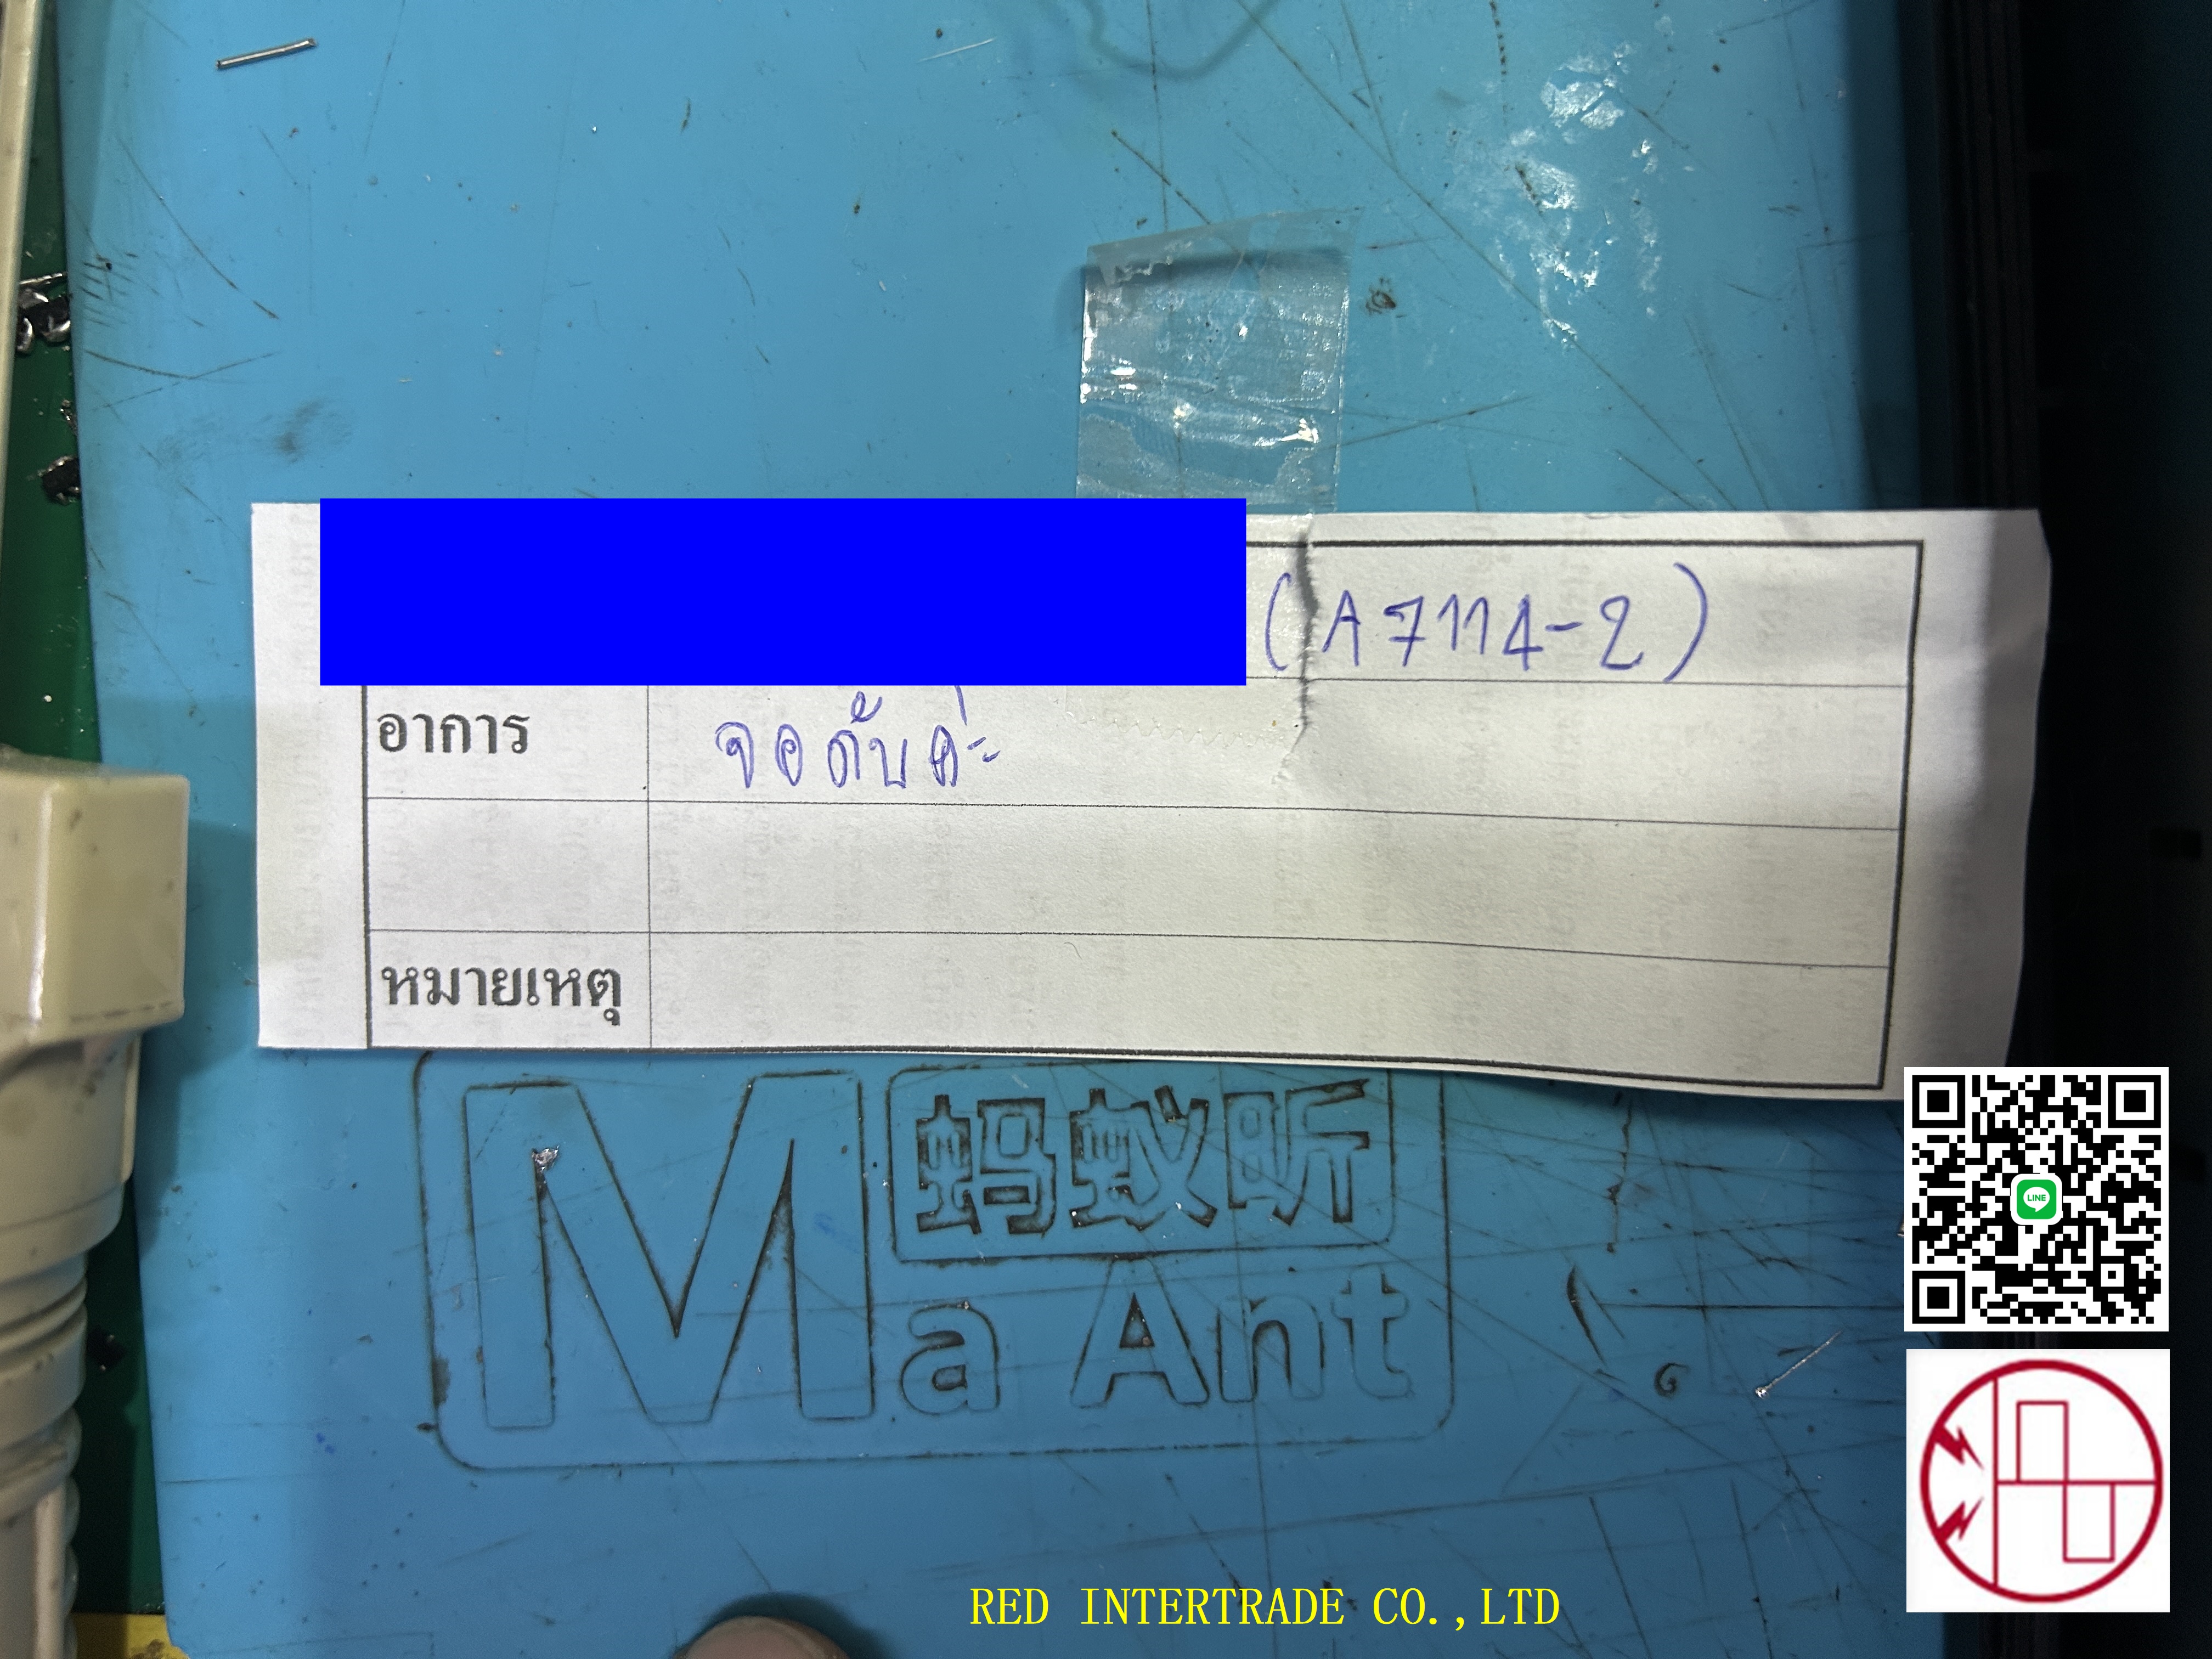 (A7114-2)
อาการ จอดับค่ะ
หมายเหตุ
蚂蚁昕
Ma Ant
LINE
RED INTERTRADE CO.,LTD